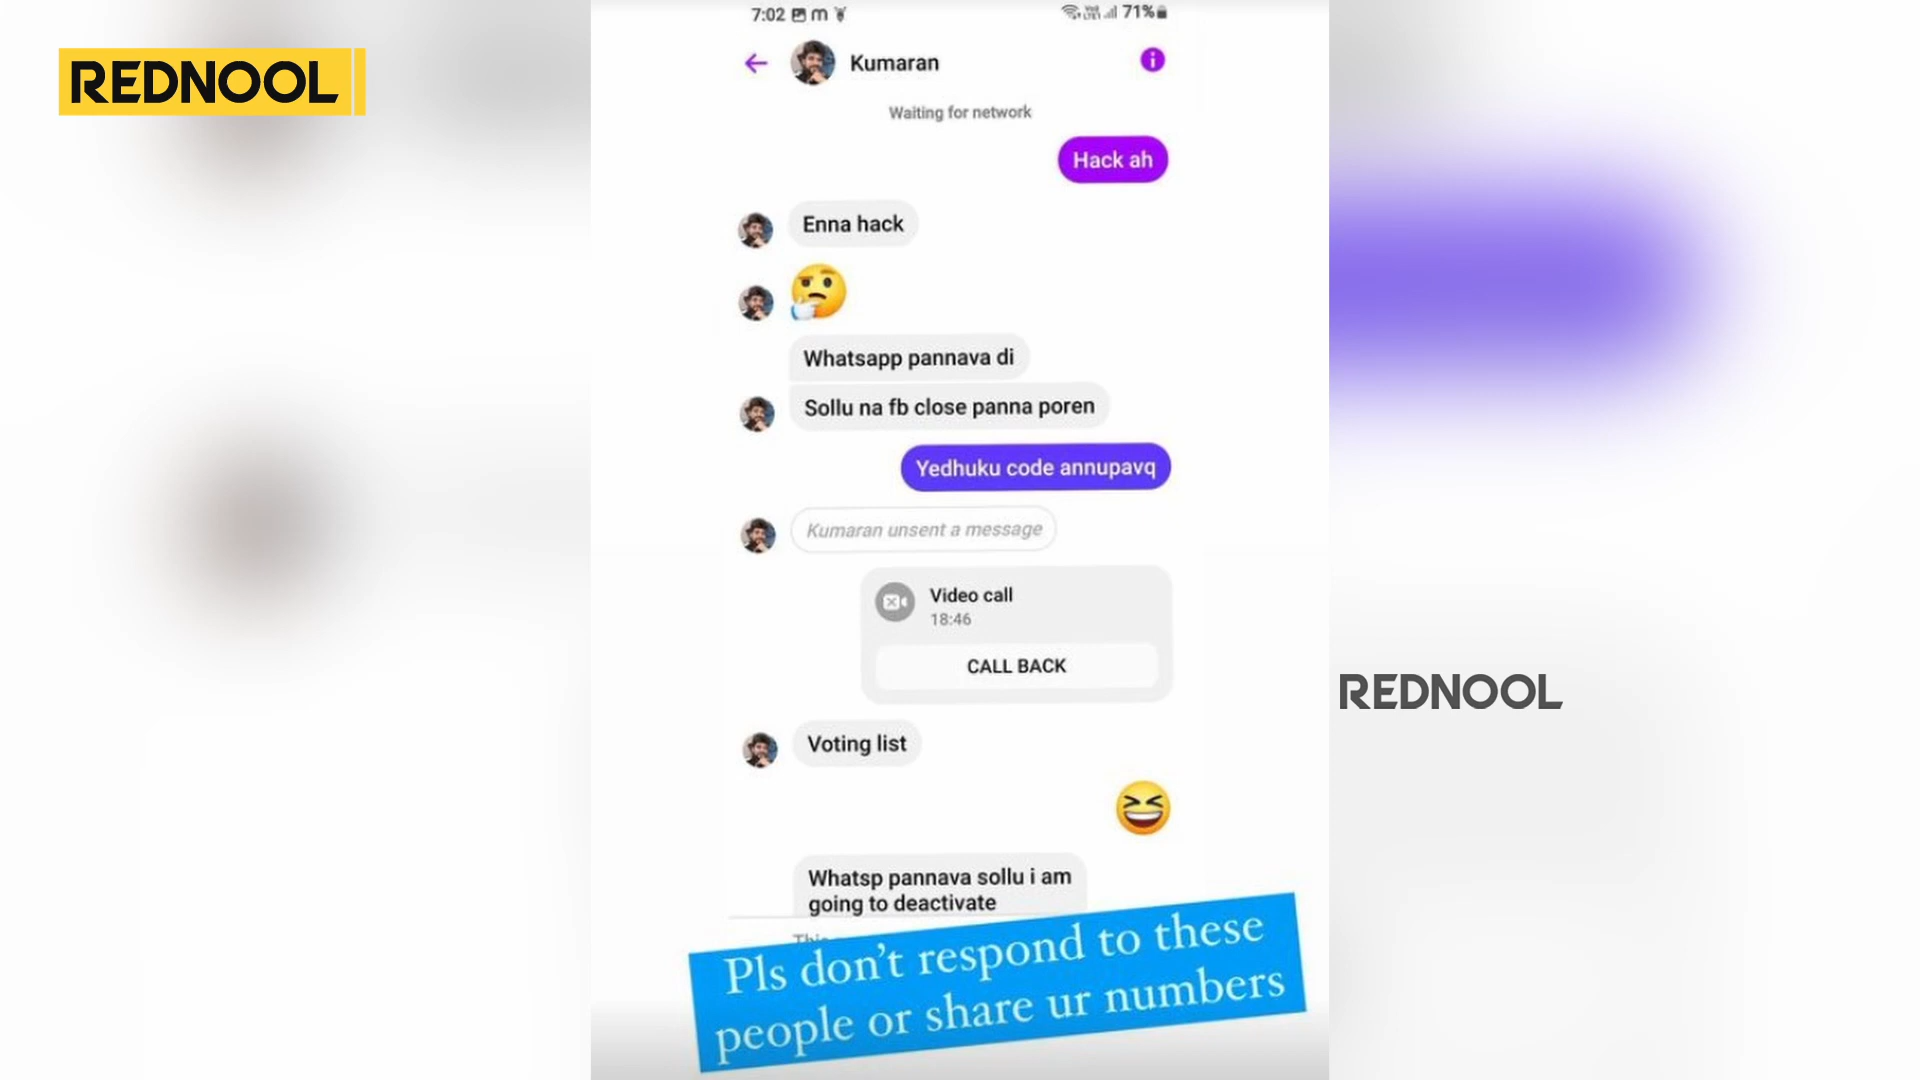 REDNOOL
7:02 m 71%
Kumaran
Waiting for network
Hack ah
Enna hack
Whatsapp pannava di
Sollu na fb close panna poren
Yedhuku code annupavq
Kumaran unsent a message
Video call
18:46
CALL BACK
REDNOOL
Voting list
Whatsp pannava sollu i am
going to deactivate
Pls don't respond to these
people or share ur numbers